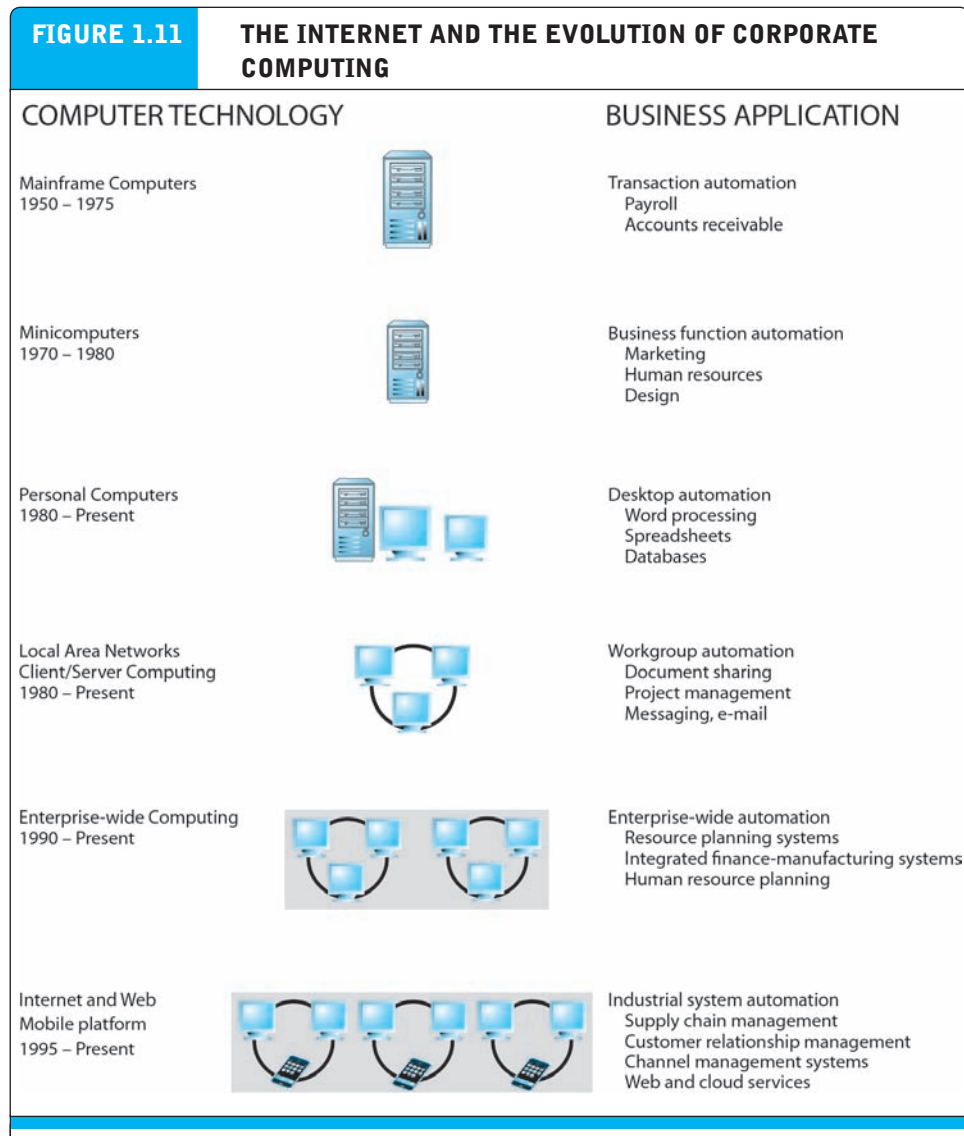 FIGURE 1.11
THE INTERNET AND THE EVOLUTION OF CORPORATE
COMPUTING
COMPUTER TECHNOLOGY
BUSINESS APPLICATION
Mainframe Computers
1950 – 1975
Transaction automation
Payroll
Accounts receivable
Minicomputers
1970 – 1980
Business function automation
Marketing
Human resources
Design
Personal Computers
1980 – Present
Desktop automation
Word processing
Spreadsheets
Databases
Local Area Networks
Client/Server Computing
1980 – Present
Workgroup automation
Document sharing
Project management
Messaging, e-mail
Enterprise-wide Computing
1990 – Present
Enterprise-wide automation
Resource planning systems
Integrated finance-manufacturing systems
Human resource planning
Internet and Web
Mobile platform
1995 – Present
Industrial system automation
Supply chain management
Customer relationship management
Channel management systems
Web and cloud services